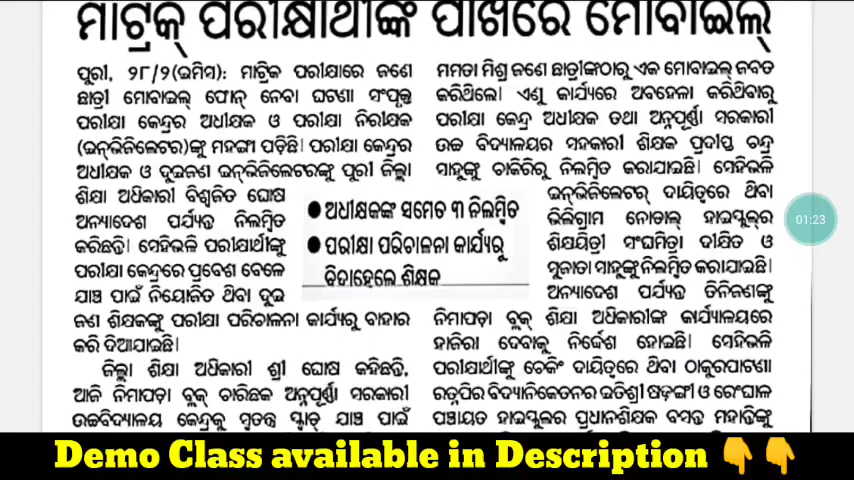 ମାଟ୍ରିକ୍ ପରୀକ୍ଷାର୍ଥୀଙ୍କ ପାଖରେ ମୋବାଇଲ୍
ପୁରୀ, ୨୮/୨(ଇମିସ): ମାଟ୍ରିକ ପରୀକ୍ଷାରେ ଜଣେ
ଛାତ୍ରୀ ମୋବାଇଲ୍ ଫୋନ୍ ନେବା ଘଟଣା ସଂପୃକ୍ତ
ପରୀକ୍ଷା କେନ୍ଦ୍ରର ଅଧୀକ୍ଷକ ଓ ପରୀକ୍ଷା ନିରୀକ୍ଷକ
(ଇନ୍‌ଭିଜିଲେଟର)ଙ୍କୁ ମହଙ୍ଗା ପଡ଼ିଛି। ପରୀକ୍ଷା କେନ୍ଦ୍ରର
ଅଧୀକ୍ଷକ ଓ ଦୁଇଜଣ ଇନ୍‌ଭିଜିଲେଟରଙ୍କୁ ପୁରୀ ଜିଲ୍ଲା
ଶିକ୍ଷା ଅଧିକାରୀ ବିଶ୍ୱଜିତ ଘୋଷ
ଅନ୍ୟାଦେଶ ପର୍ଯ୍ୟନ୍ତ ନିଲମ୍ବିତ
କରିଛନ୍ତି। ସେହିଭଳି ପରୀକ୍ଷାର୍ଥୀଙ୍କୁ
ପରୀକ୍ଷା କେନ୍ଦ୍ରରେ ପ୍ରବେଶ ବେଳେ
ଯାଞ୍ଚ ପାଇଁ ନିୟୋଜିତ ଥିବା ଦୁଇ
ଜଣ ଶିକ୍ଷକଙ୍କୁ ପରୀକ୍ଷା ପରିଚାଳନା କାର୍ଯ୍ୟରୁ ବାହାର
କରି ଦିଆଯାଇଛି।
ଜିଲ୍ଲା ଶିକ୍ଷା ଅଧିକାରୀ ଶ୍ରୀ ଘୋଷ କହିଛନ୍ତି,
ଆଜି ନିମାପଡ଼ା ବ୍ଲକ୍ ଚାରିଛକ ଅନ୍ନପୂର୍ଣ୍ଣା ସରକାରୀ
ଉଚ୍ଚବିଦ୍ୟାଳୟ କେନ୍ଦ୍ରକୁ ସ୍ୱତନ୍ତ୍ର ସ୍କ୍ୱାଡ୍ ଯାଞ୍ଚ ପାଇଁ
● ଅଧୀକ୍ଷକଙ୍କ ସମେତ ୩ ନିଲମ୍ବିତ
● ପରୀକ୍ଷା ପରିଚାଳନା କାର୍ଯ୍ୟରୁ
ବିଦାହେଲେ ଶିକ୍ଷକ
ମମତା ମିଶ୍ର ଜଣେ ଛାତ୍ରୀଙ୍କଠାରୁ ଏକ ମୋବାଇଲ୍ ଜବତ
କରିଥିଲେ। ଏଣୁ କାର୍ଯ୍ୟରେ ଅବହେଳା କରିଥିବାରୁ
ପରୀକ୍ଷା କେନ୍ଦ୍ର ଅଧୀକ୍ଷକ ତଥା ଅନ୍ନପୂର୍ଣ୍ଣା ସରକାରୀ
ଉଚ୍ଚ ବିଦ୍ୟାଳୟର ସହକାରୀ ଶିକ୍ଷକ ପ୍ରଦୀପ୍ତ ଚନ୍ଦ୍ର
ସାହୁଙ୍କୁ ଚାକିରିରୁ ନିଲମ୍ବିତ କରାଯାଇଛି। ସେହିଭଳି
ଇନ୍‌ଭିଜିଲେଟର୍ ଦାୟିତ୍ୱରେ ଥିବା
ଭିଲିଗ୍ରାମ ନୋଡାଲ୍ ହାଇସ୍କୁଲ୍‌ର
ଶିକ୍ଷୟିତ୍ରୀ ସଂଘମିତ୍ରା ଦୀକ୍ଷିତ ଓ
ସୁଜାତା ସାହୁଙ୍କୁ ନିଲମ୍ବିତ କରାଯାଇଛି।
ଅନ୍ୟାଦେଶ ପର୍ଯ୍ୟନ୍ତ ତିନିଜଣଙ୍କୁ
ନିମାପଡ଼ା ବ୍ଲକ୍ ଶିକ୍ଷା ଅଧିକାରୀଙ୍କ କାର୍ଯ୍ୟାଳୟରେ
ହାଜିରା ଦେବାକୁ ନିର୍ଦ୍ଦେଶ ହୋଇଛି। ସେହିଭଳି
ପରୀକ୍ଷାର୍ଥୀଙ୍କୁ ଚେକିଂ ଦାୟିତ୍ୱରେ ଥିବା ଠାକୁରପାଟଣା
ରତ୍ନପିର ବିଦ୍ୟାନିକେତନର ଇତିଶ୍ରୀ ଷଡ଼ଙ୍ଗୀ ଓ ରେଂଘାଳ
ପଞ୍ଚାୟତ ହାଇସ୍କୁଲର ପ୍ରଧାନଶିକ୍ଷକ ବସନ୍ତ ମହାନ୍ତିଙ୍କୁ
01:23
Demo Class available in Description 👇👇